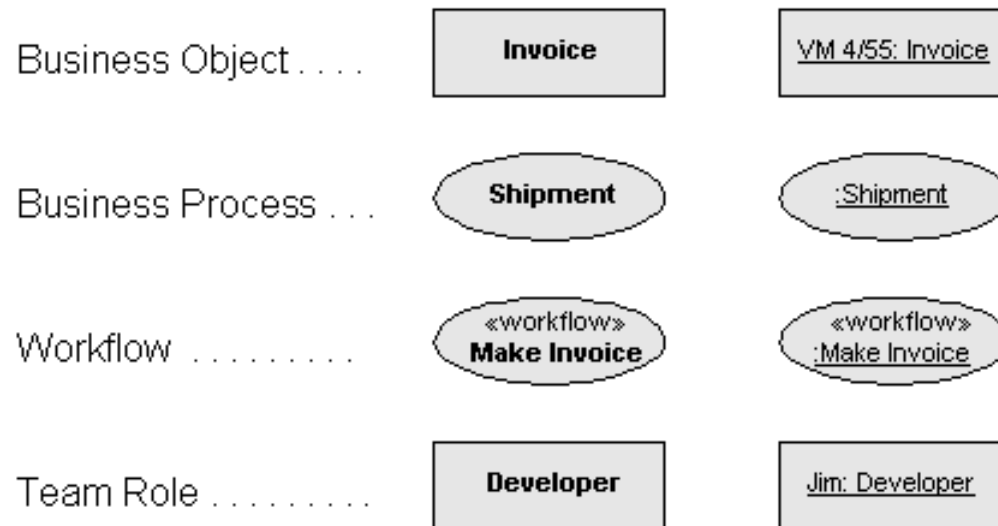 Business Object . . . . Invoice VM 4/55: Invoice
Business Process . . . Shipment :Shipment
«workflow» «workflow»
Workflow . . . . . . . . . Make Invoice :Make Invoice
Team Role . . . . . . . . . Developer Jim: Developer